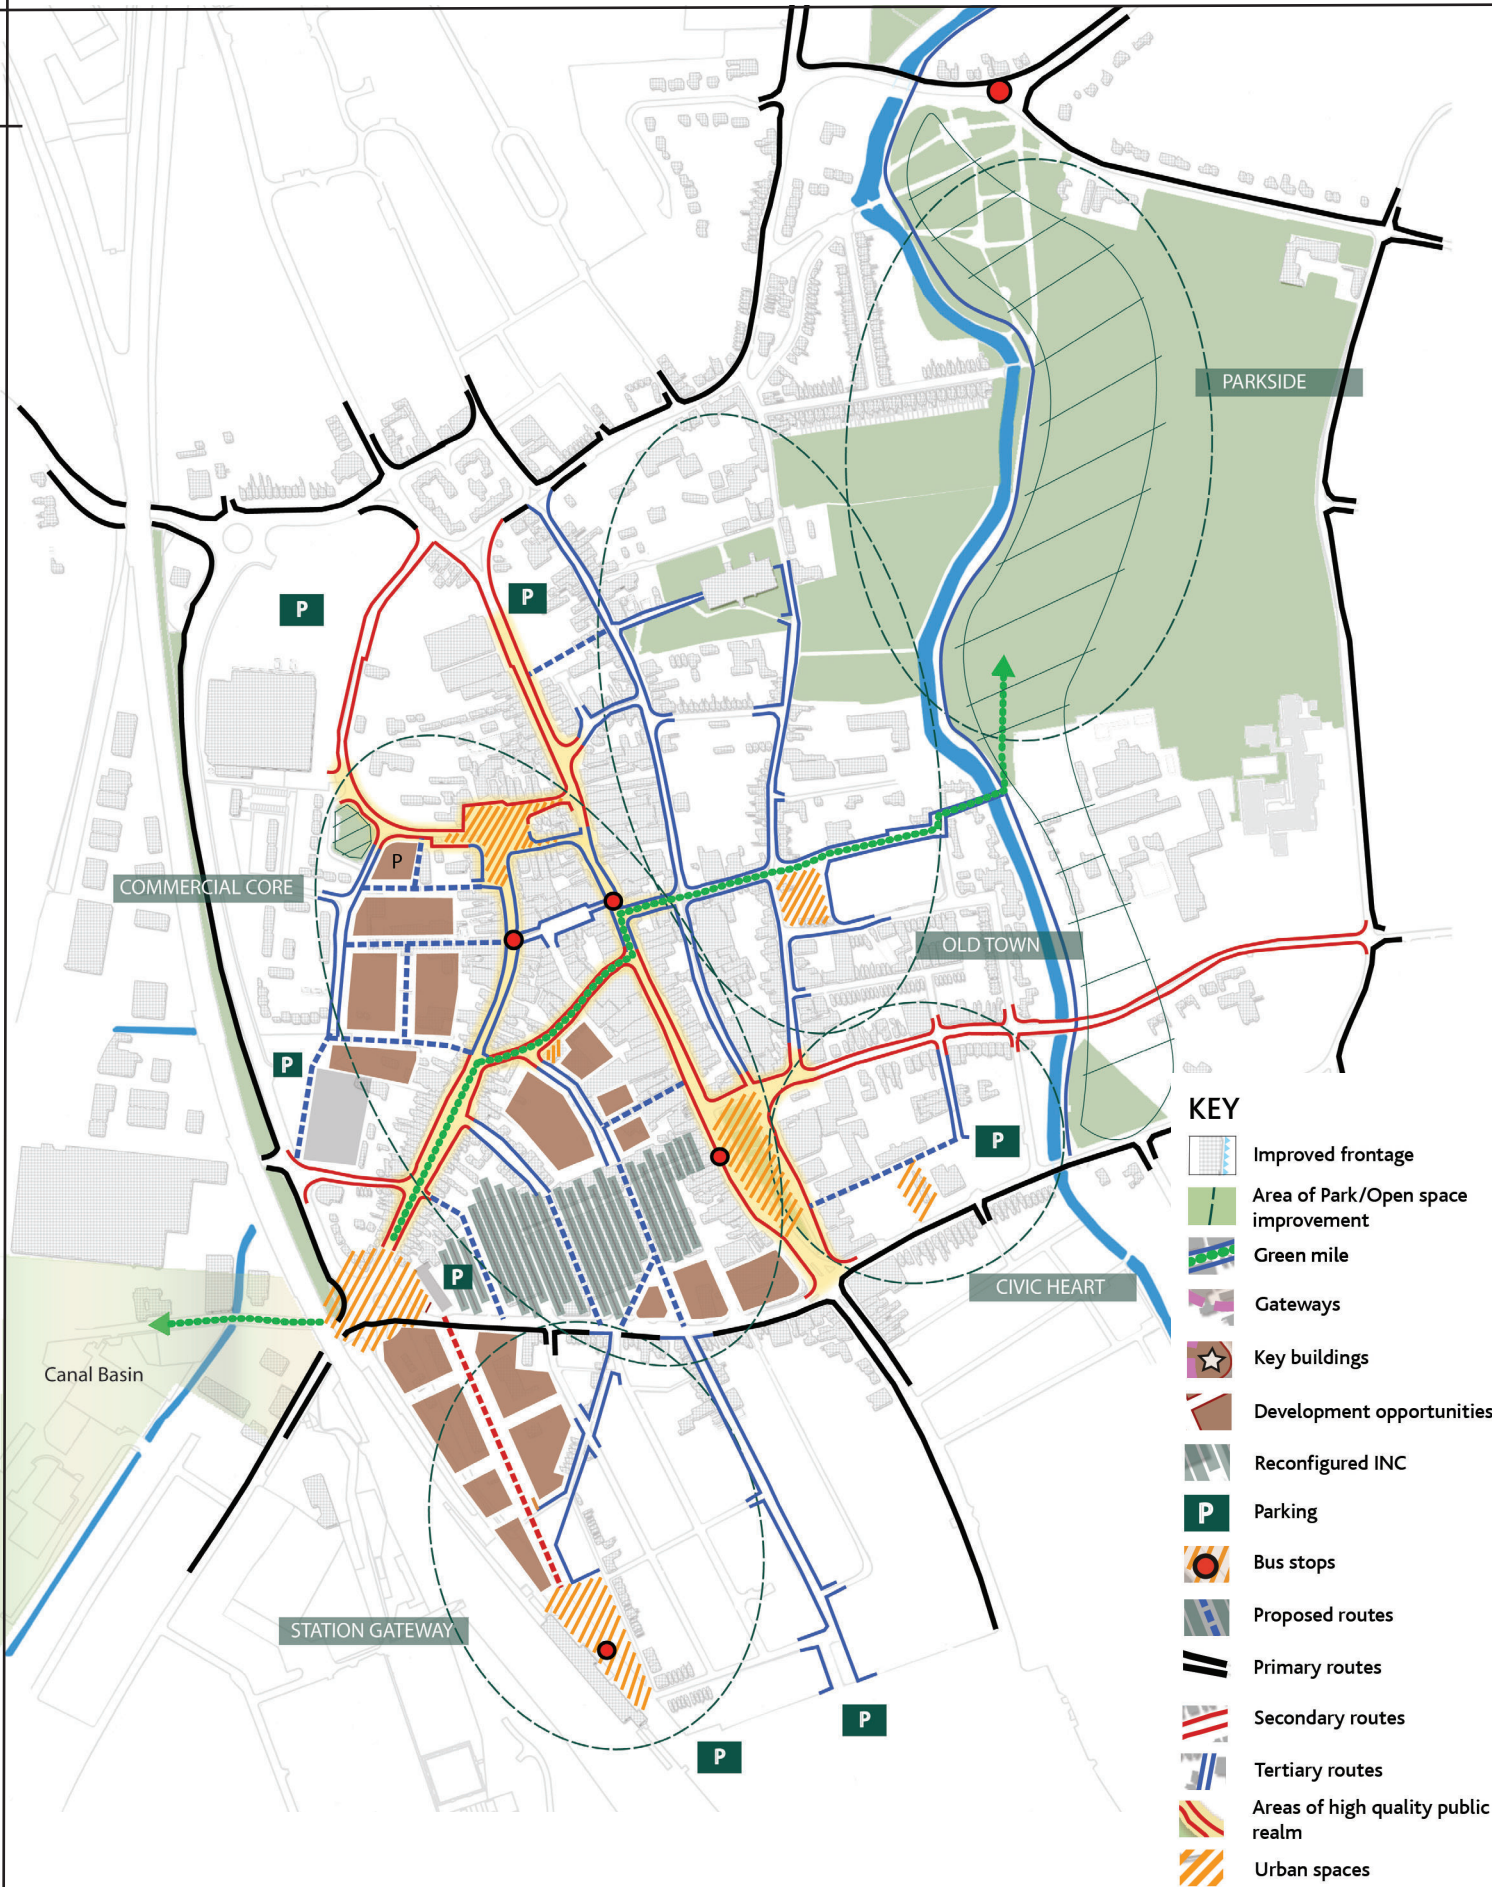 PARKSIDE
P
P
COMMERCIAL CORE
P
OLD TOWN
P
KEY
P
Improved frontage
Area of Park/Open space
improvement
Green mile
CIVIC HEART
P
Gateways
Canal Basin
Key buildings
Development opportunities
Reconfigured INC
P
Parking
Bus stops
Proposed routes
STATION GATEWAY
Primary routes
P
Secondary routes
P
Tertiary routes
Areas of high quality public
realm
Urban spaces